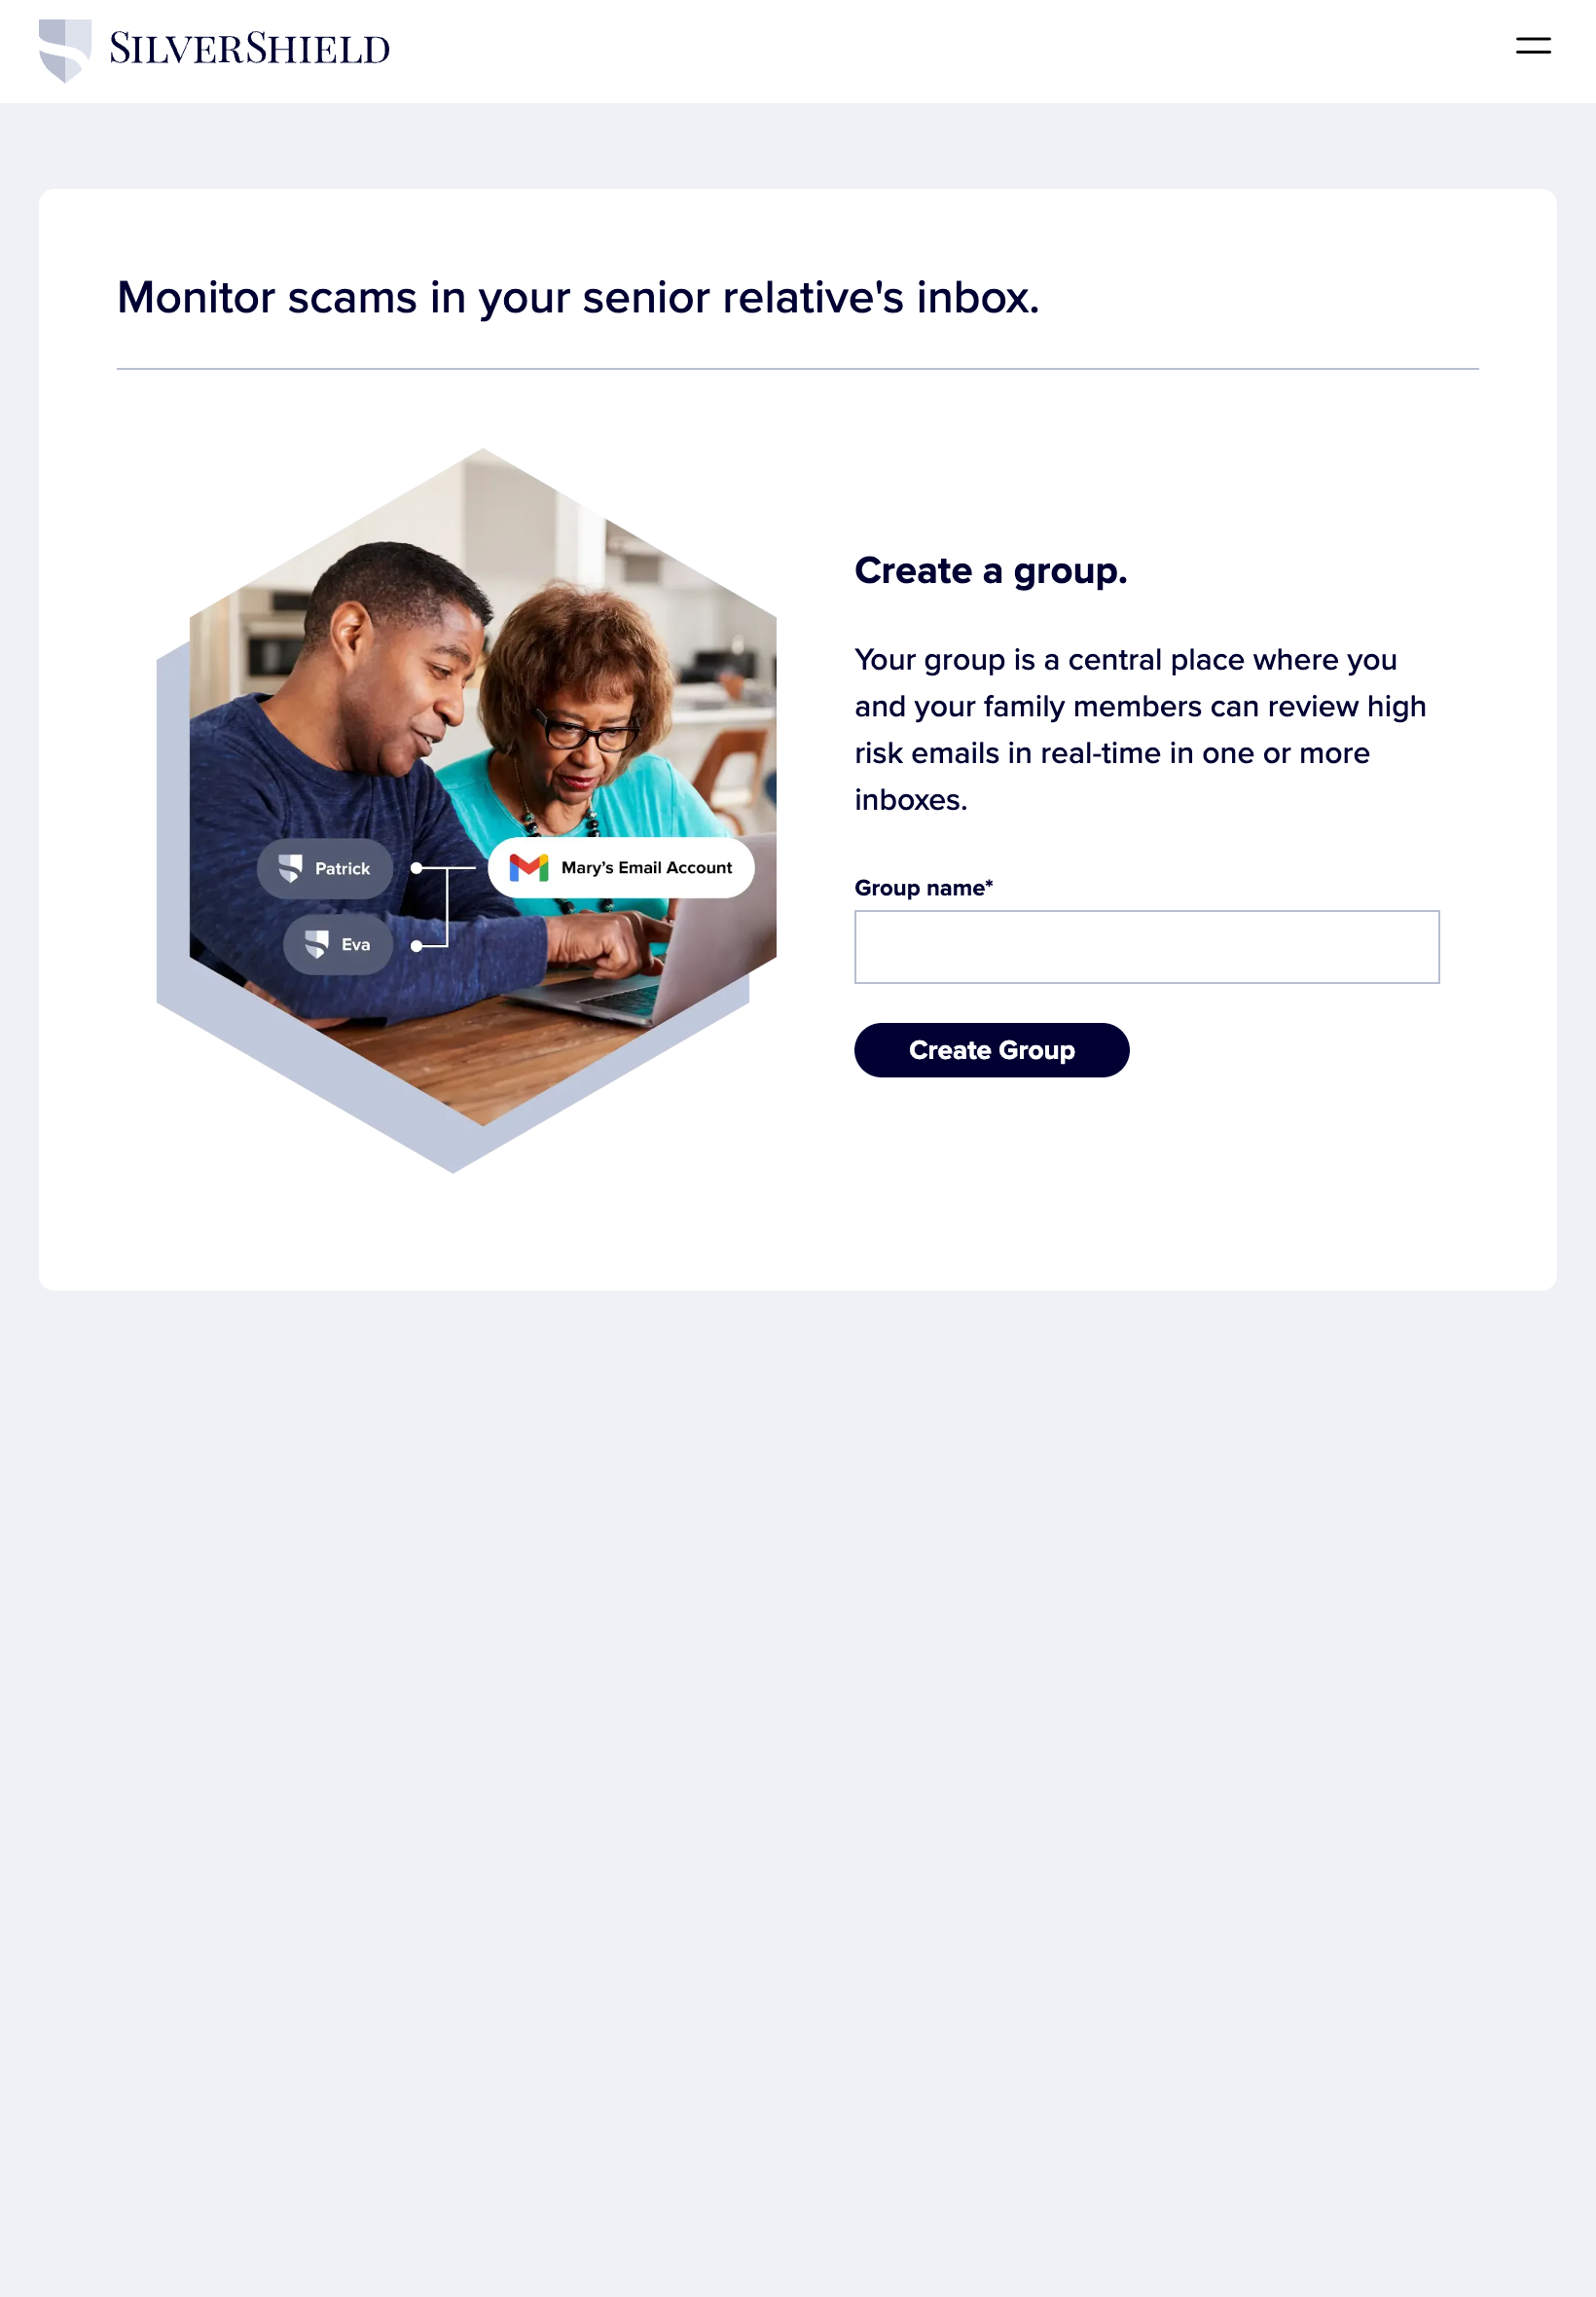 SILVERSHIELD
Monitor scams in your senior relative's inbox.
Patrick
Mary's Email Account
Eva
Create a group.
Your group is a central place where you
and your family members can review high
risk emails in real-time in one or more
inboxes.
Group name*
Create Group